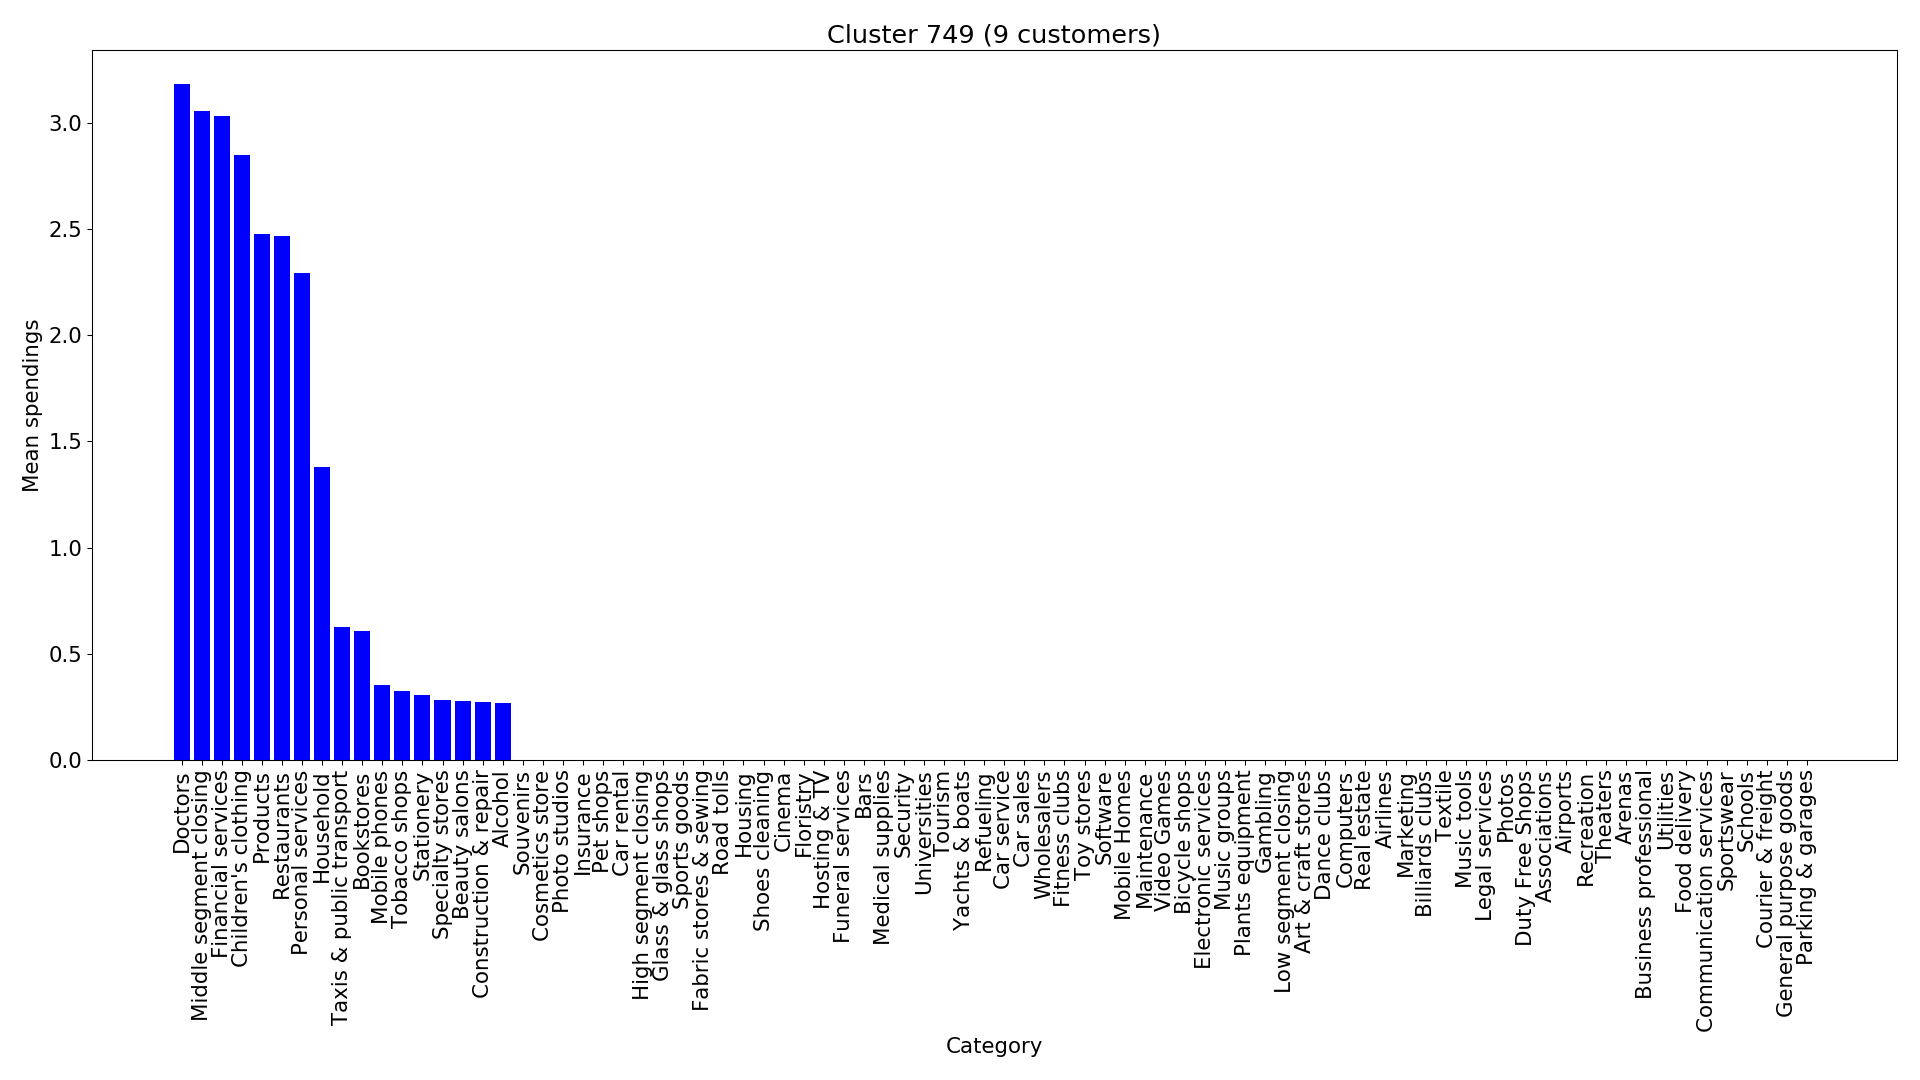 Cluster 749 (9 customers)
Mean spendings
3.0
2.5
2.0
1.5
1.0
0.5
0.0
Doctors
Middle segment closing
Financial services
Children's clothing
Products
Restaurants
Personal services
Household
Taxis & public transport
Bookstores
Mobile phones
Tobacco shops
Stationery
Specialty stores
Beauty salons
Construction & repair
Alcohol
Souvenirs
Cosmetics store
Photo studios
Insurance
Pet shops
Car rental
High segment closing
Glass & glass shops
Sports goods
Fabric stores & sewing
Road tolls
Housing
Shoes cleaning
Cinema
Floristry
Hosting & TV
Funeral services
Bars
Medical supplies
Security
Universities
Tourism
Yachts & boats
Refueling
Car service
Car sales
Wholesalers
Fitness clubs
Toy stores
Software
Mobile Homes
Maintenance
Video Games
Bicycle shops
Electronic services
Music groups
Plants equipment
Gambling
Low segment closing
Art & craft stores
Dance clubs
Computers
Real estate
Airlines
Marketing
Billiards clubs
Textile
Music tools
Legal services
Photos
Duty Free Shops
Associations
Airports
Recreation
Theaters
Arenas
Business professional
Utilities
Food delivery
Communication services
Sportswear
Schools
Courier & freight
General purpose goods
Parking & garages
Category